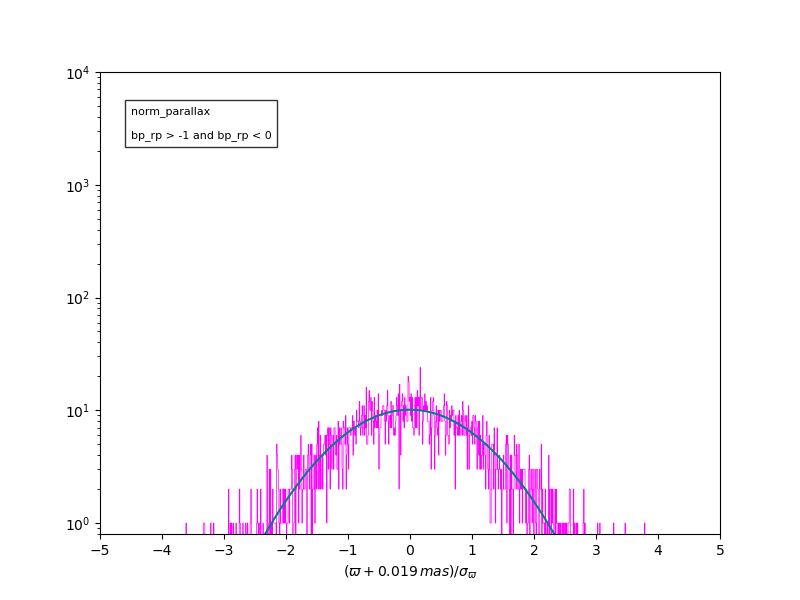 norm_parallax
bp_rp > -1 and bp_rp < 0
10⁴
10³
10²
10¹
10⁰
−5 −4 −3 −2 −1 0 1 2 3 4 5
(ϖ + 0.019 mas)/σ_ϖ